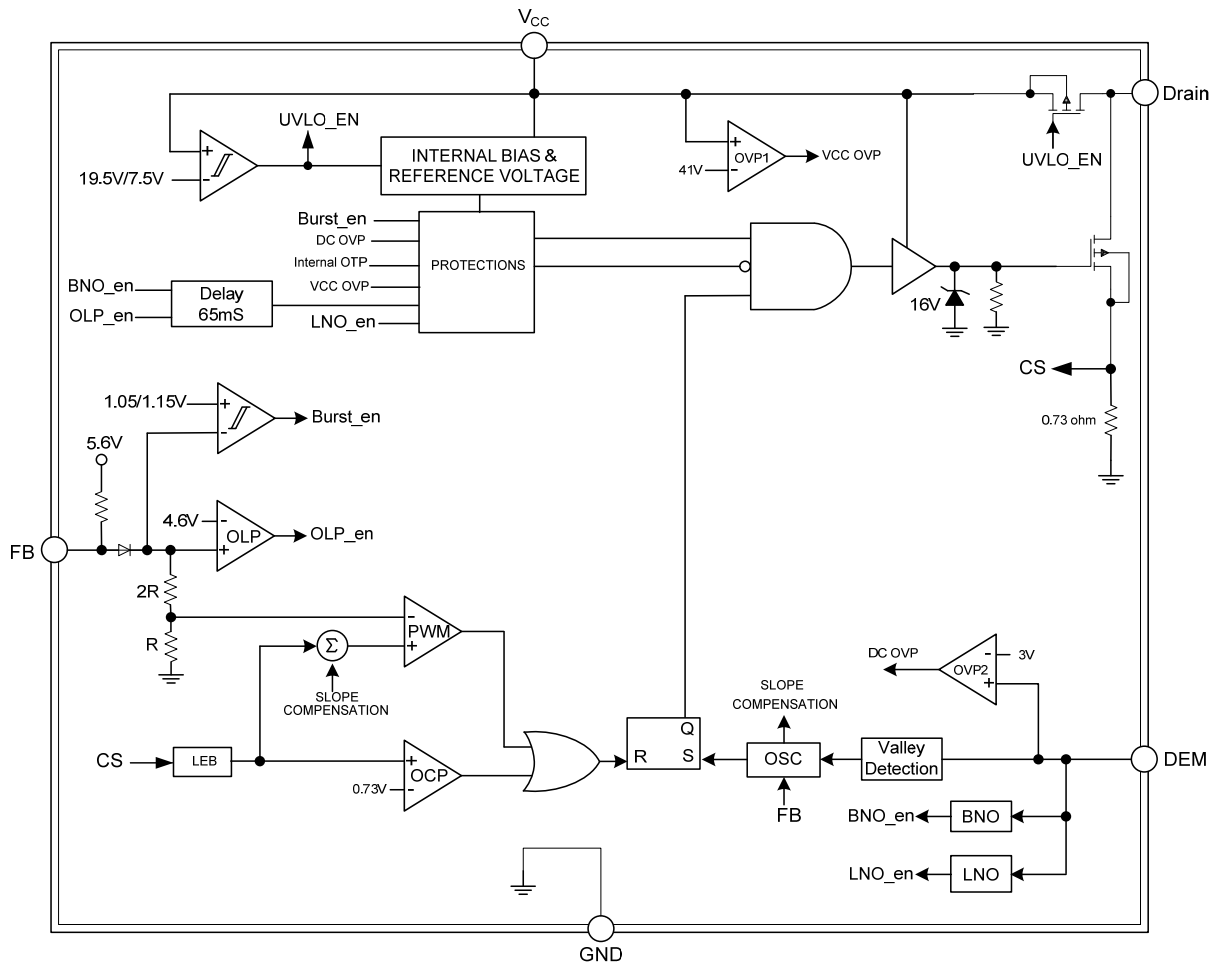 VCC
Drain
UVLO_EN
INTERNAL BIAS &
REFERENCE VOLTAGE
+
OVP1
-
41V
VCC OVP
UVLO_EN
+
-
19.5V/7.5V
Burst_en
DC OVP
Internal OTP
VCC OVP
LNO_en
PROTECTIONS
BNO_en
OLP_en
Delay
65mS
16V
CS
0.73 ohm
1.05/1.15V
+
-
Burst_en
5.6V
4.6V
-
OLP
+
OLP_en
FB
2R
R
-
PWM
+
Σ
SLOPE
COMPENSATION
CS
LEB
+
OCP
-
0.73V
R
Q
S
SLOPE
COMPENSATION
OSC
FB
Valley
Detection
DC OVP
-
OVP2
+
3V
DEM
BNO_en
BNO
LNO_en
LNO
GND